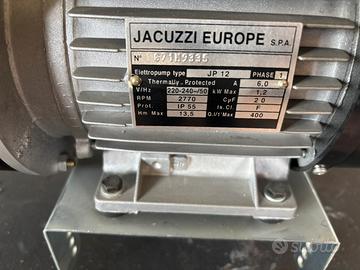 JACUZZI EUROPE S.P.A.
N°
Elettropump type JP 12 PHASE 1
Thermally.Protected A 6,0
V/Hz 220-240~/50 kW Max 1,2
RPM 2770 CμF 20
Prot. IP 55 Is.Cl. F
Hm Max 13,5 Q.l/1' Max 400
subito